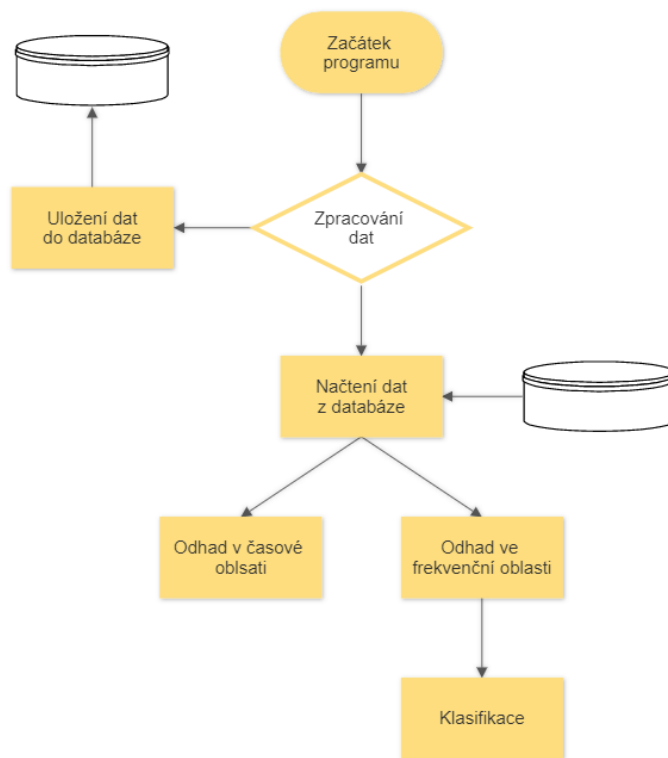 Začátek
programu
Uložení dat
do databáze
Zpracování
dat
Načtení dat
z databáze
Odhad v časové
oblsati
Odhad ve
frekvenční oblasti
Klasifikace